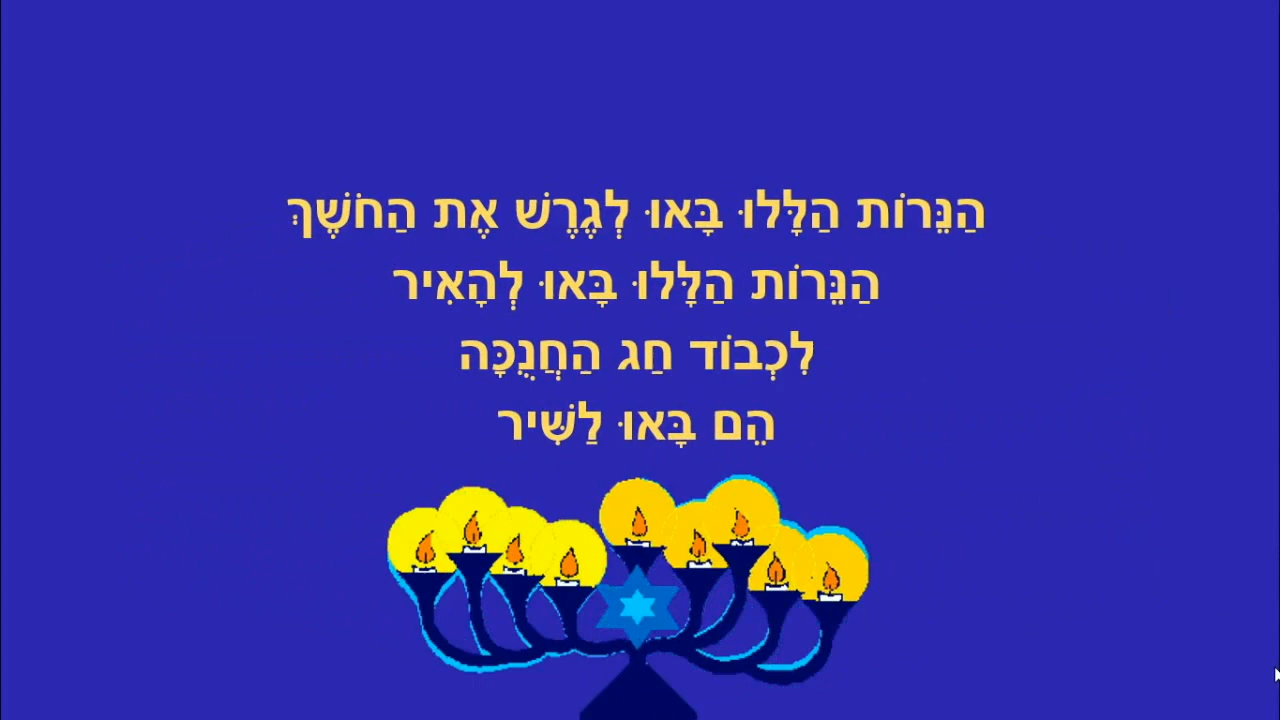 הַנֵּרוֹת הַלָּלוּ בָּאוּ לְגֶרֶשׁ אֶת הַחֹשֶׁךְ
הַנֵּרוֹת הַלָּלוּ בָּאוּ לְהָאִיר
לִכְבוֹד חַג הַחֲנֻכָּה
הֵם בָּאוּ לַשִּׁיר